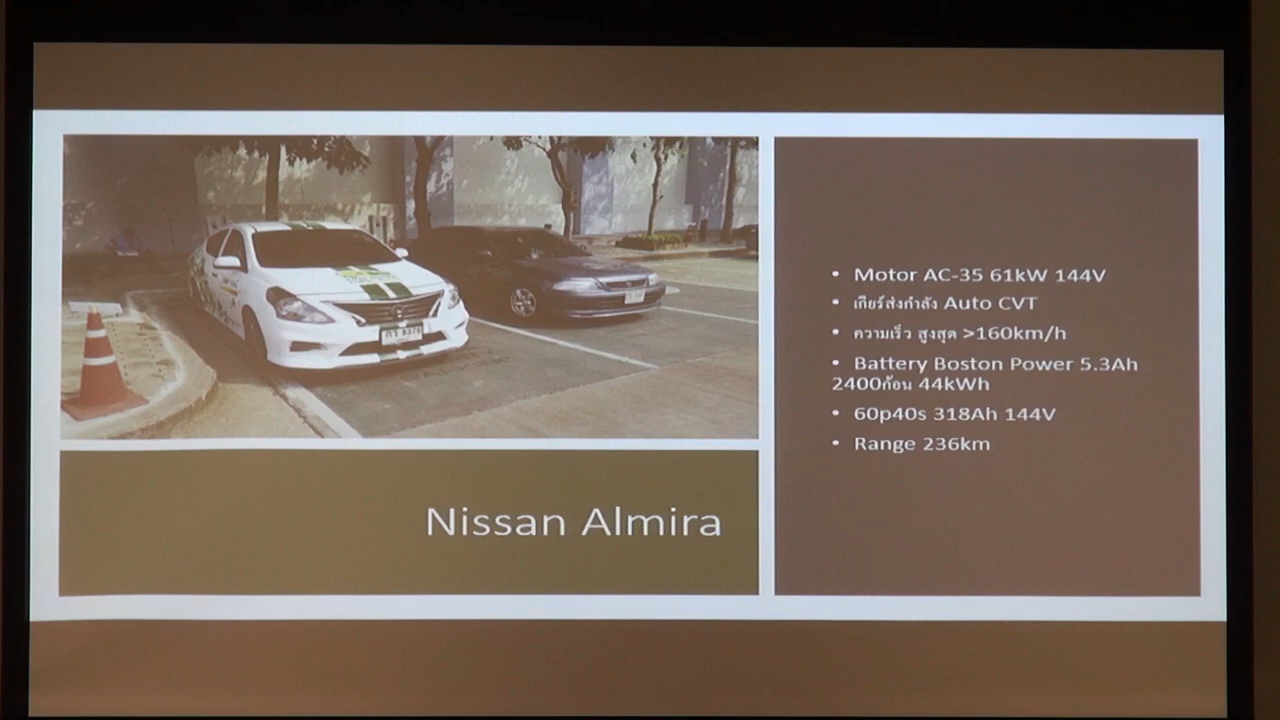 Nissan Almira
• Motor AC-35 61kW 144V
• เกียร์ส่งกำลัง Auto CVT
• ความเร็ว สูงสุด >160km/h
• Battery Boston Power 5.3Ah
2400ก้อน 44kWh
• 60p40s 318Ah 144V
• Range 236km